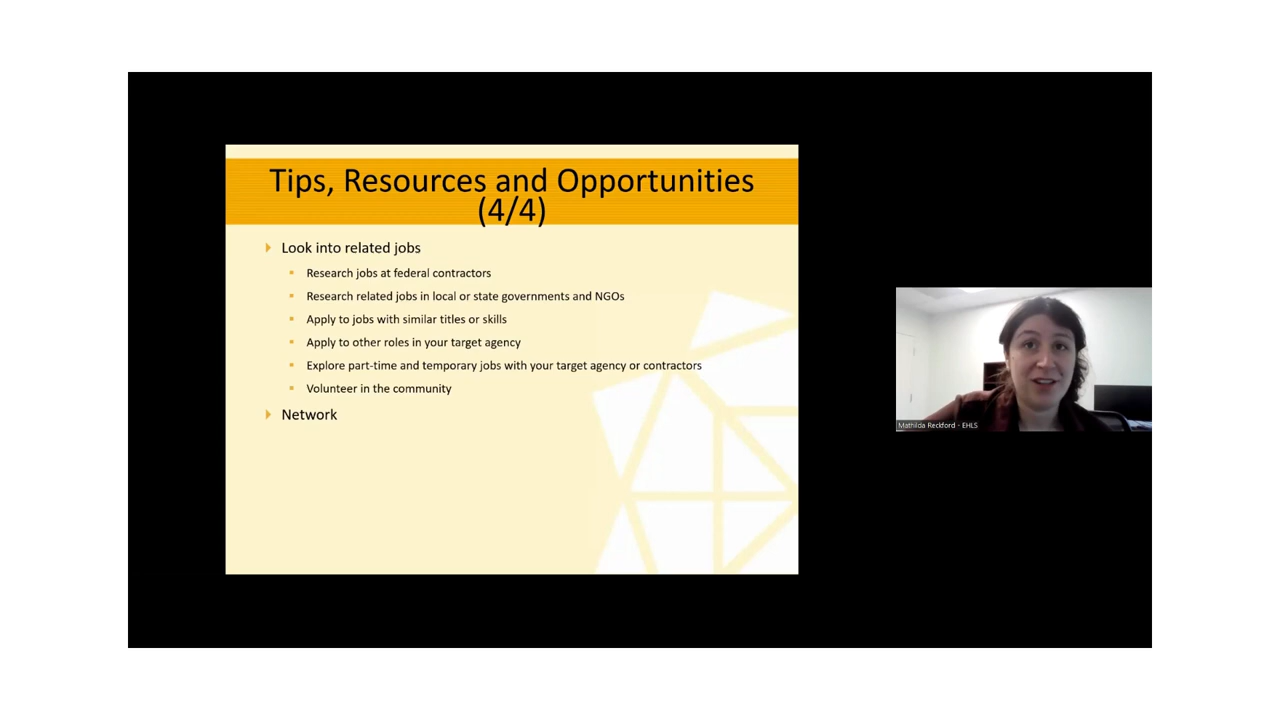 Tips, Resources and Opportunities
(4/4)
Look into related jobs
Research jobs at federal contractors
Research related jobs in local or state governments and NGOs
Apply to jobs with similar titles or skills
Apply to other roles in your target agency
Explore part-time and temporary jobs with your target agency or contractors
Volunteer in the community
Network
Mathilda Reckford - EHLS